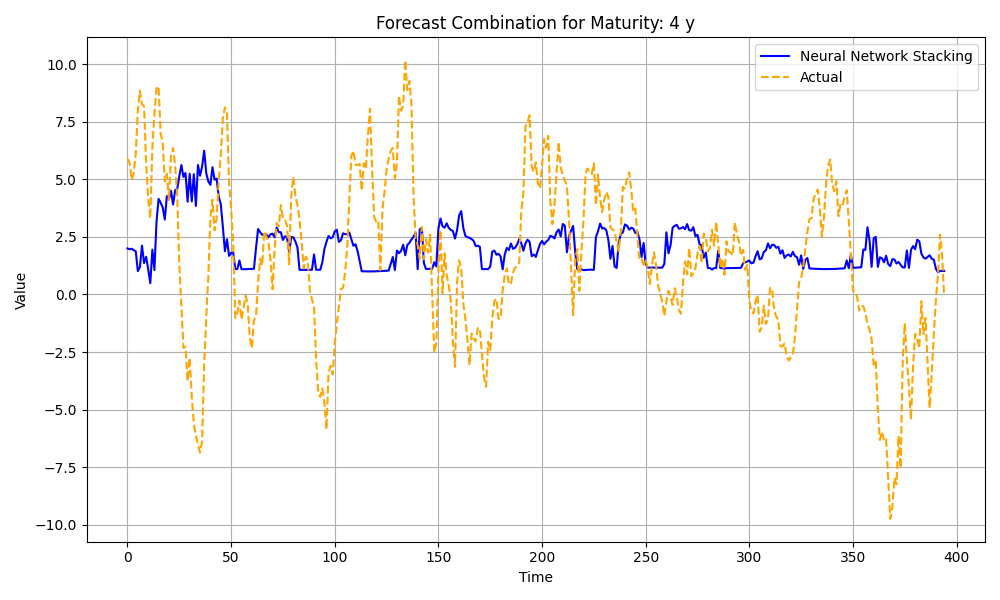 Forecast Combination for Maturity: 4 y
Neural Network Stacking
Actual
Value
10.0
7.5
5.0
2.5
0.0
−2.5
−5.0
−7.5
−10.0
0 50 100 150 200 250 300 350 400
Time